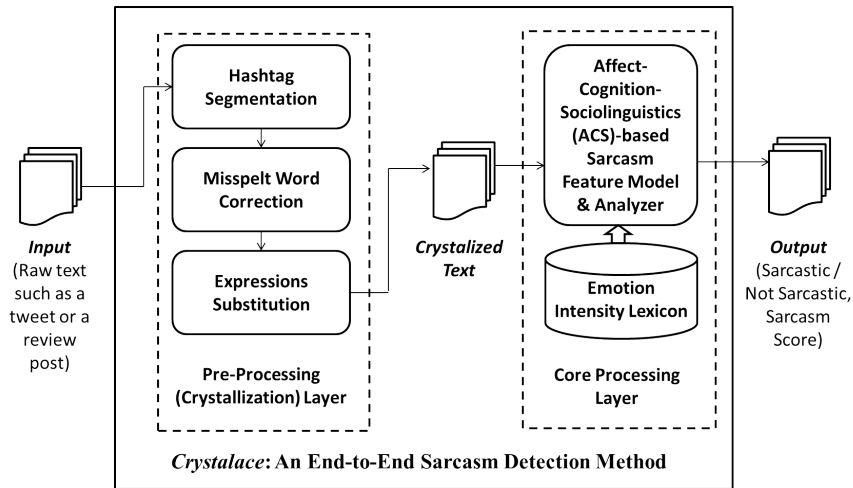 Input
(Raw text
such as a
tweet or a
review
post)
Hashtag
Segmentation
Misspelt Word
Correction
Expressions
Substitution
Pre-Processing
(Crystallization) Layer
Crystalized
Text
Affect-
Cognition-
Sociolinguistics
(ACS)-based
Sarcasm
Feature Model
& Analyzer
Emotion
Intensity Lexicon
Core Processing
Layer
Output
(Sarcastic /
Not Sarcastic,
Sarcasm
Score)
Crystalace: An End-to-End Sarcasm Detection Method